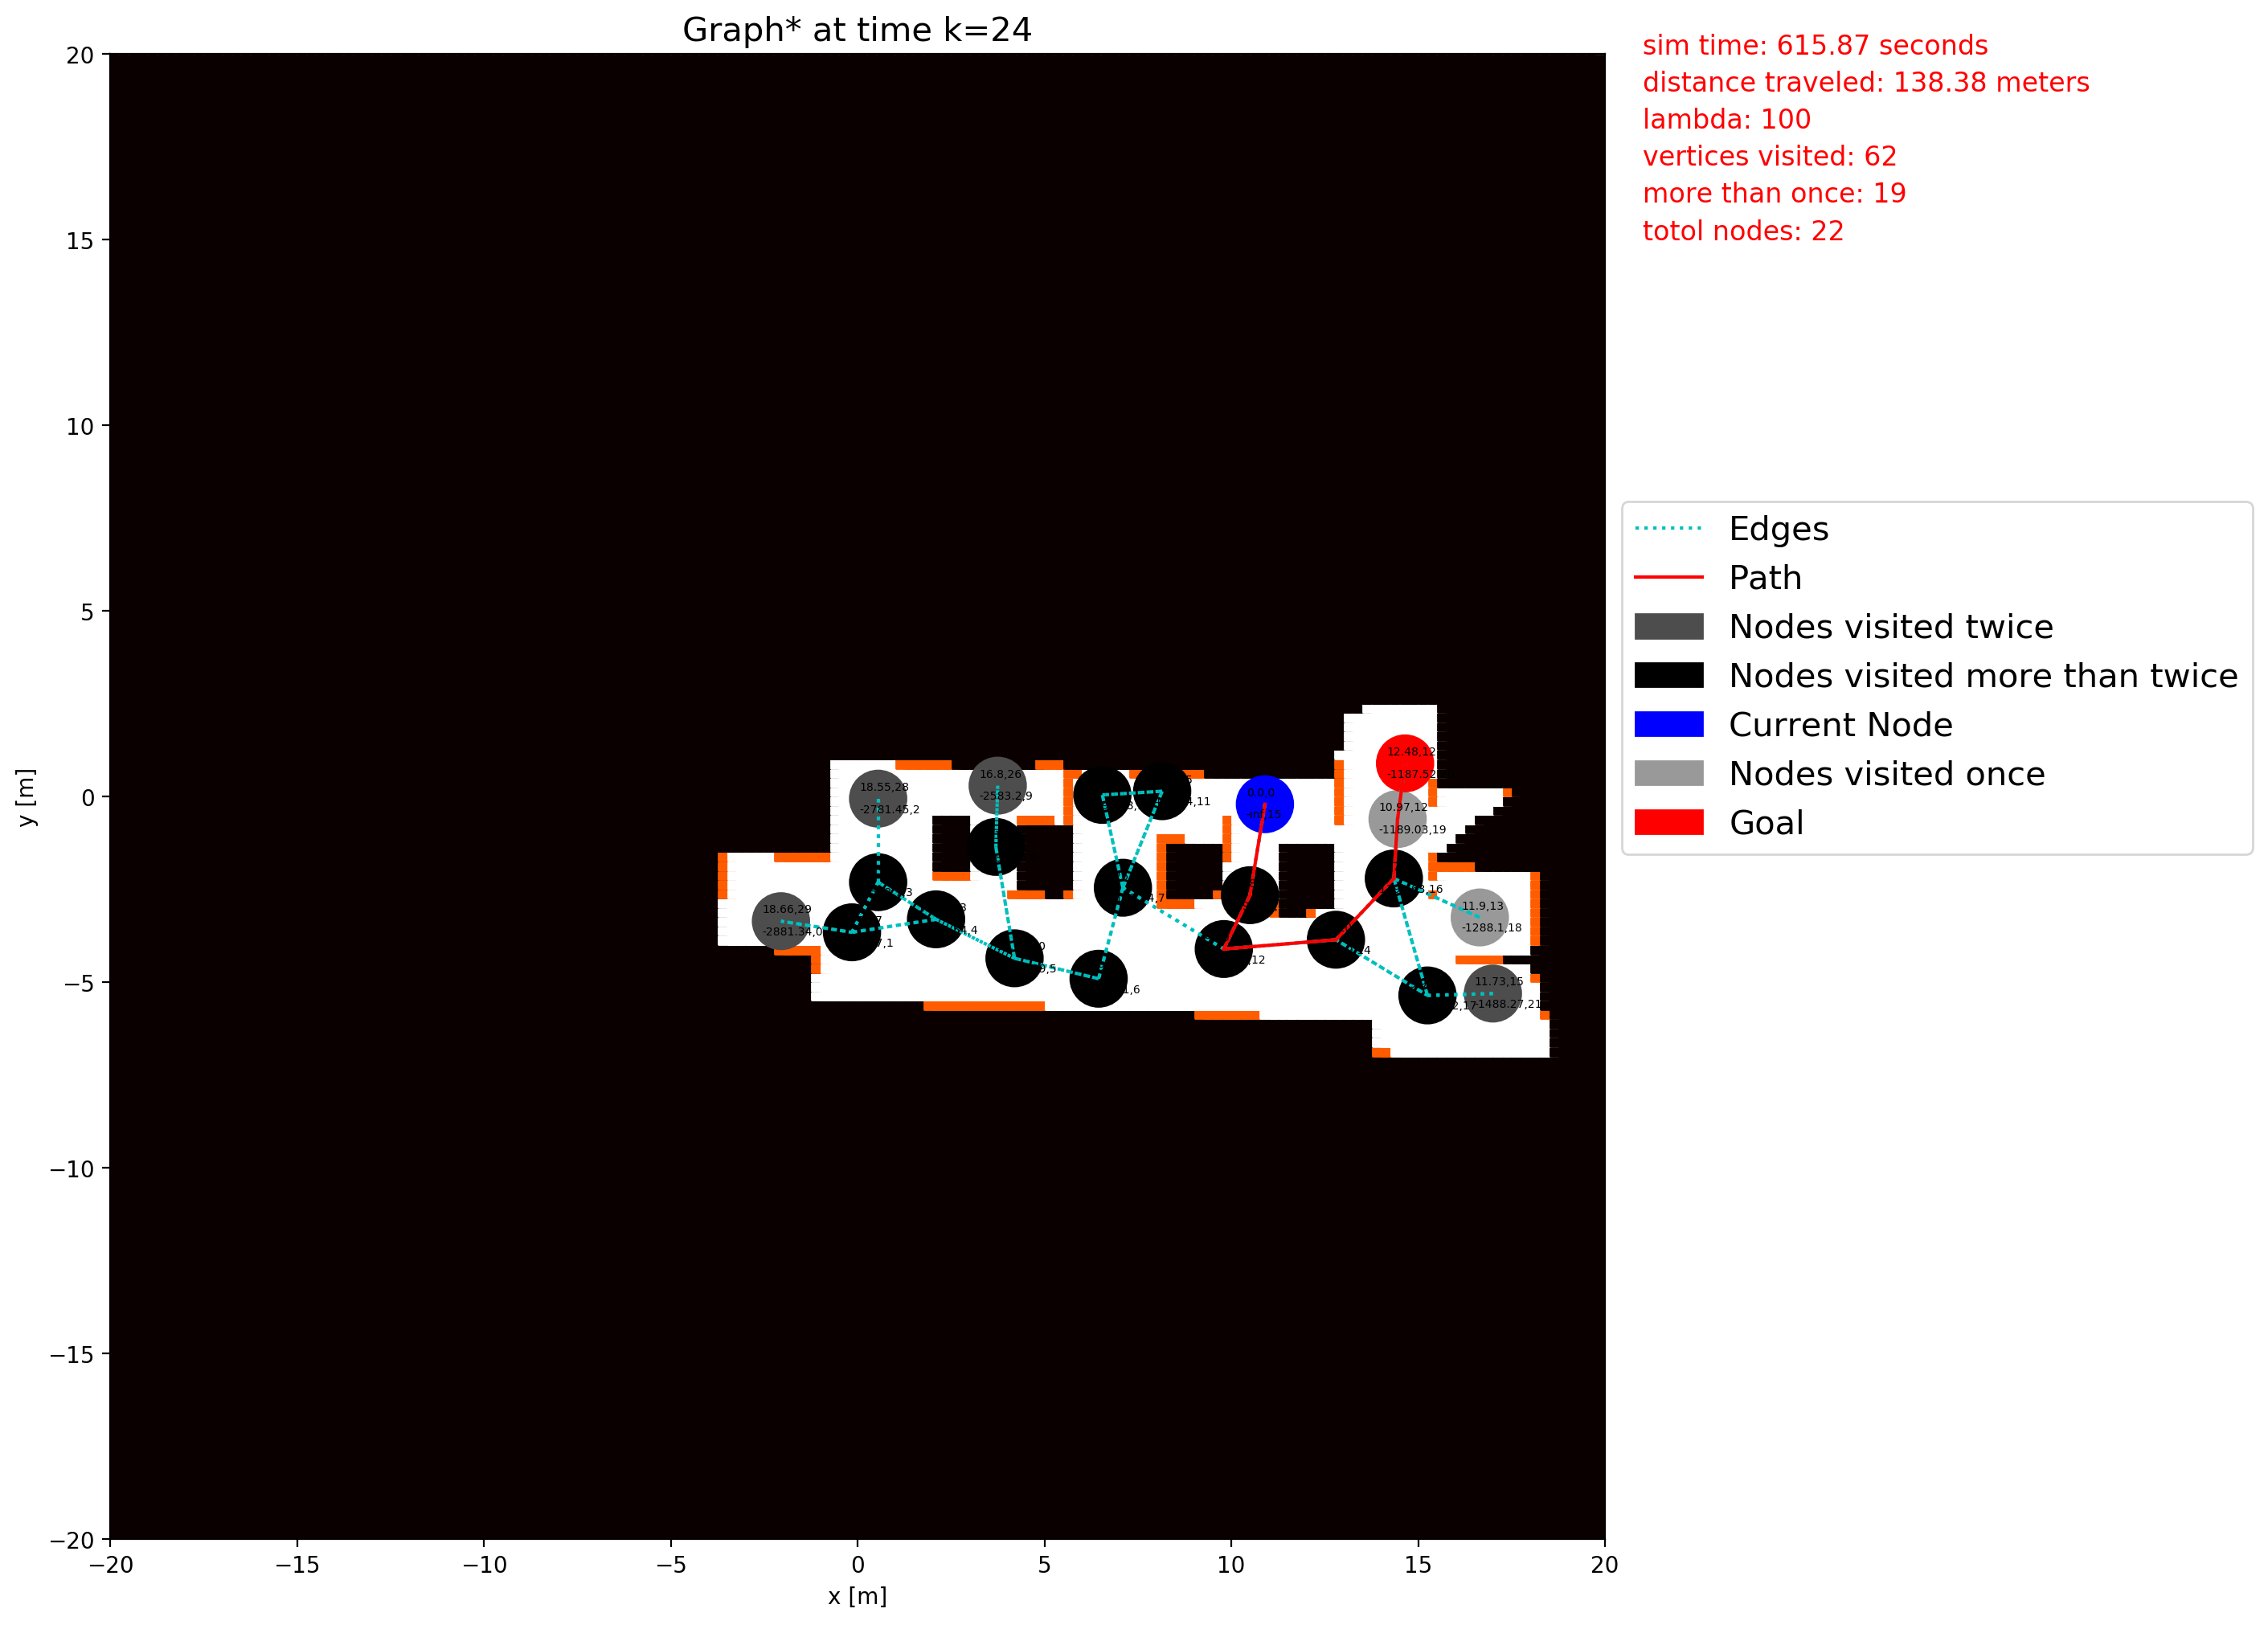 Graph* at time k=24
sim time: 615.87 seconds
distance traveled: 138.38 meters
lambda: 100
vertices visited: 62
more than once: 19
totol nodes: 22
Edges
Path
Nodes visited twice
Nodes visited more than twice
Current Node
Nodes visited once
Goal
20
15
10
5
0
−5
−10
−15
−20
y [m]
−20
−15
−10
−5
0
5
10
15
20
x [m]
12.48,12
-1187.52
16.8,26
-2583.2,9
18.55,28
-2781.45,2
0.0,0
10.97,12
-1189.03,19
18.66,29
-2881.34,0
11.9,13
-1288.1,18
11.73,15
-1488.27,21